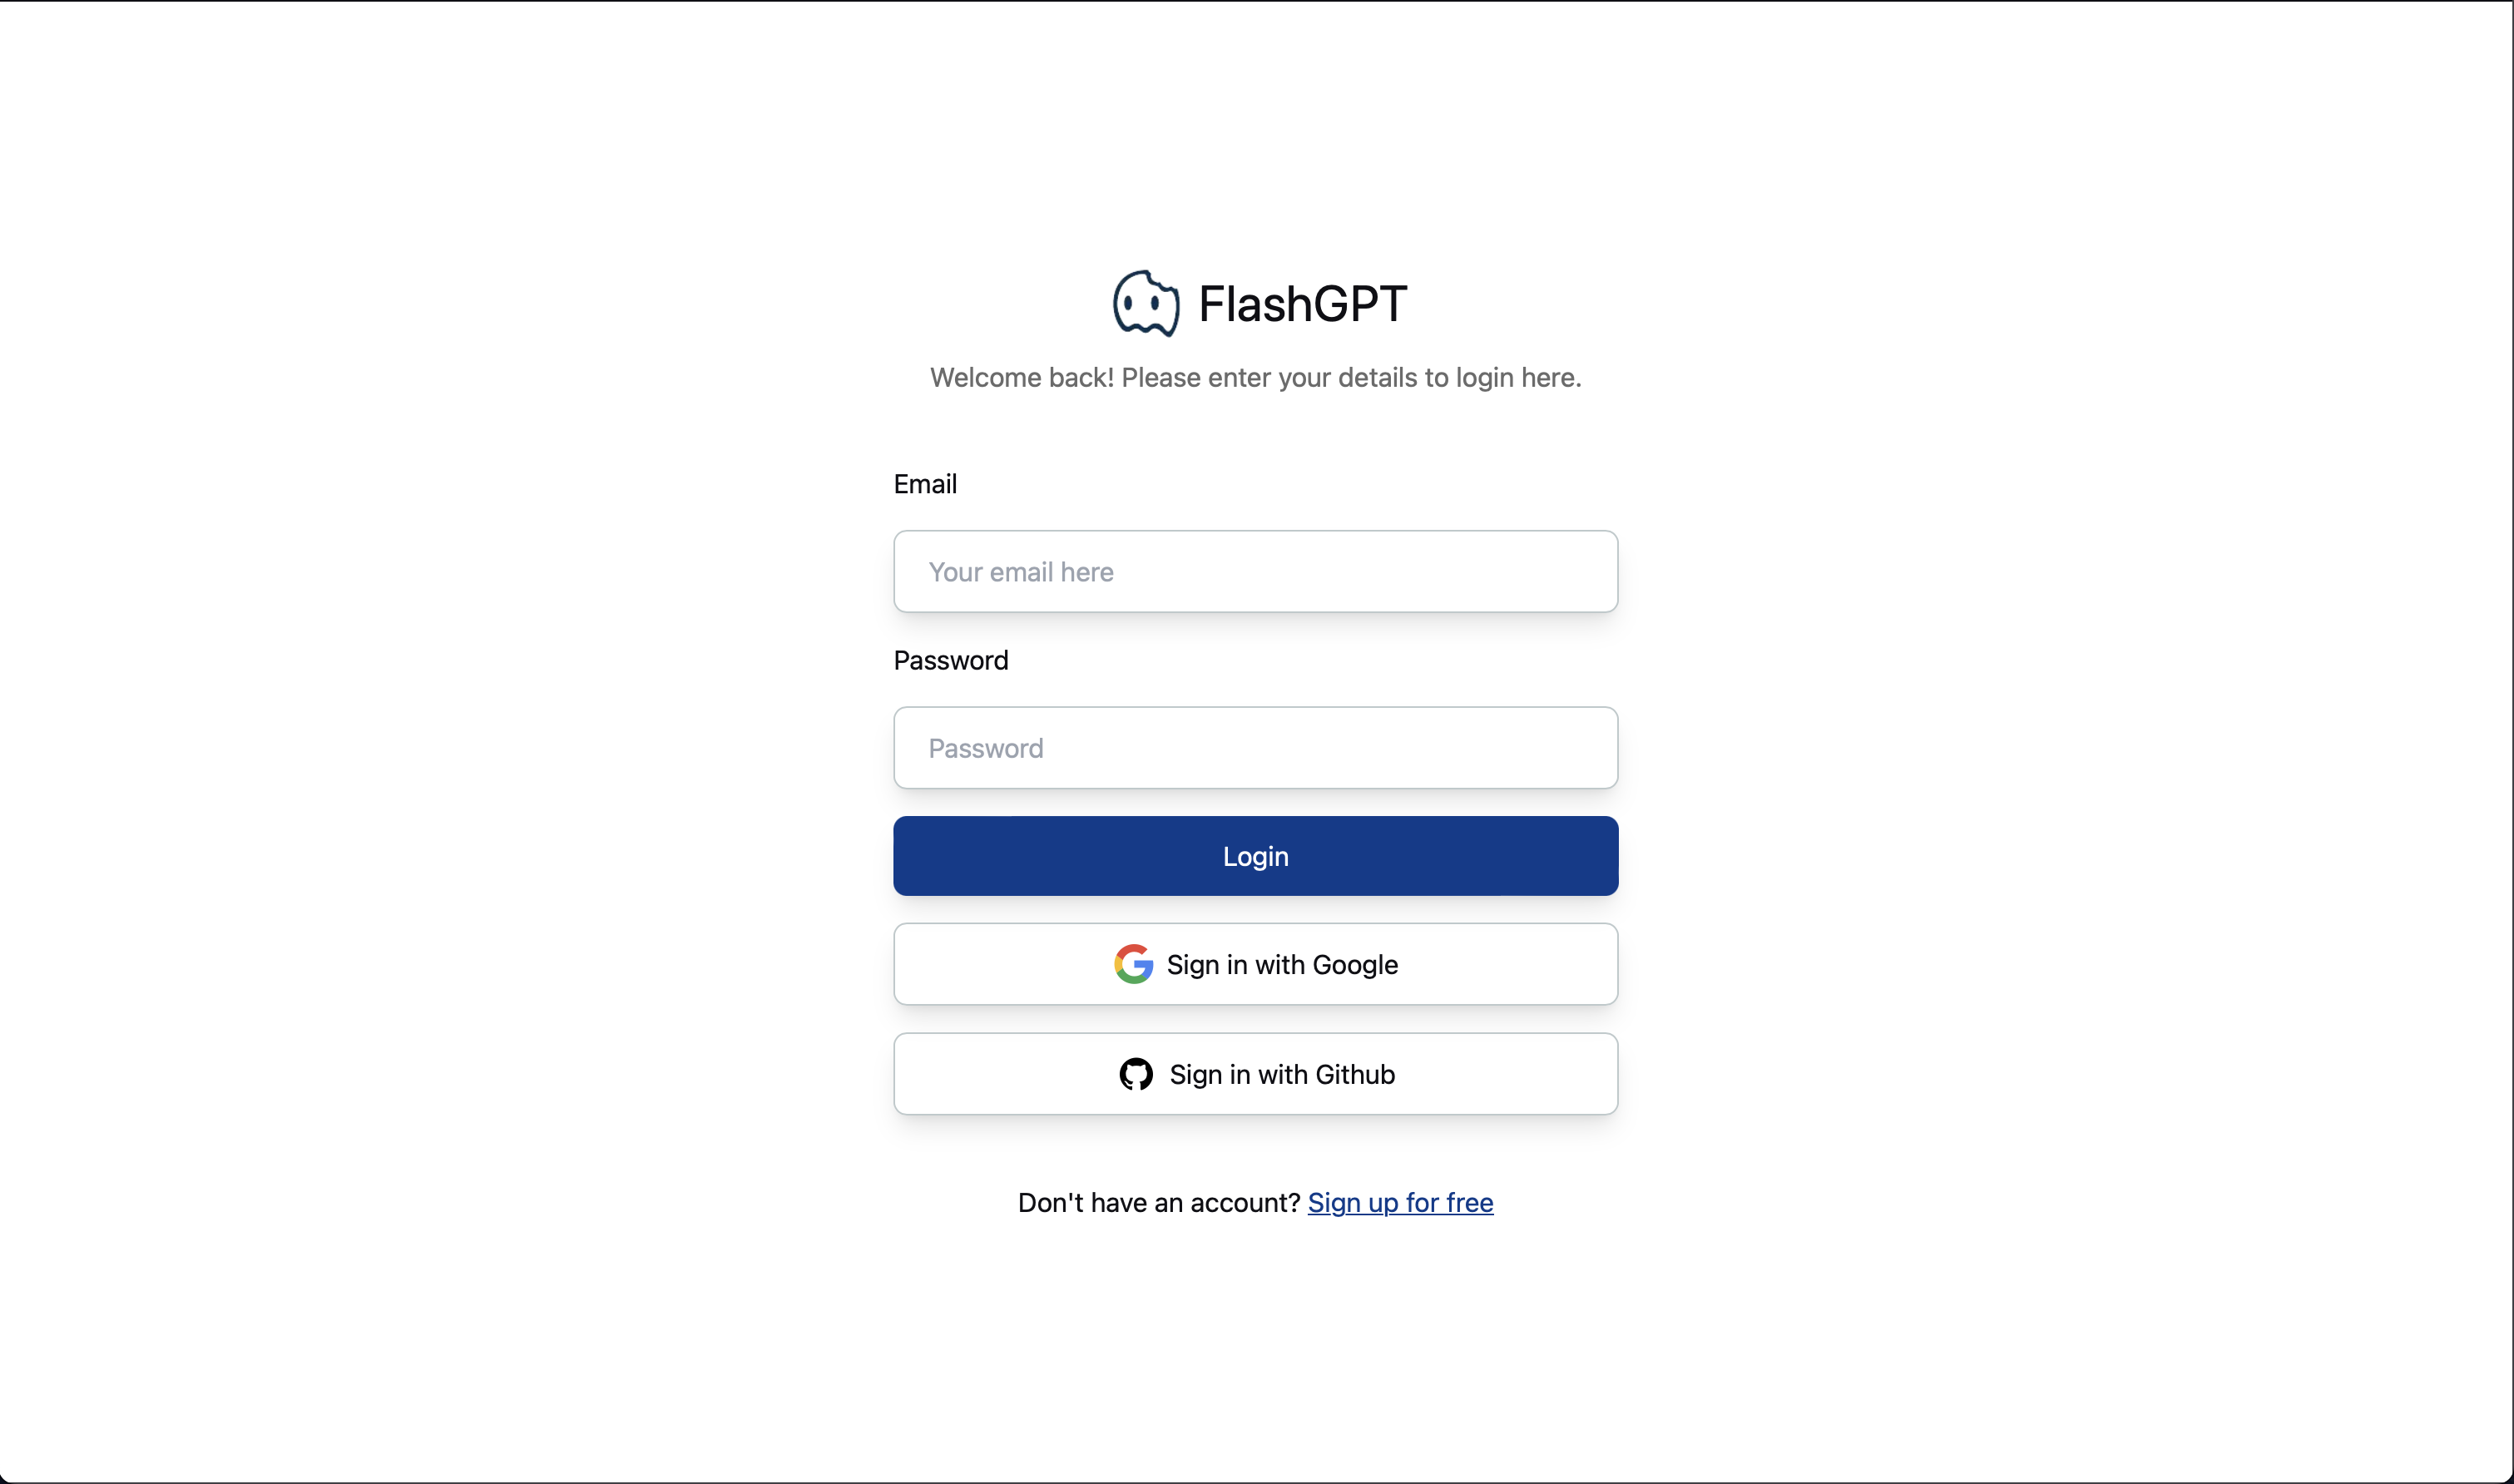 FlashGPT
Welcome back! Please enter your details to login here.
Email
Your email here
Password
Password
Login
Sign in with Google
Sign in with Github
Don't have an account? Sign up for free